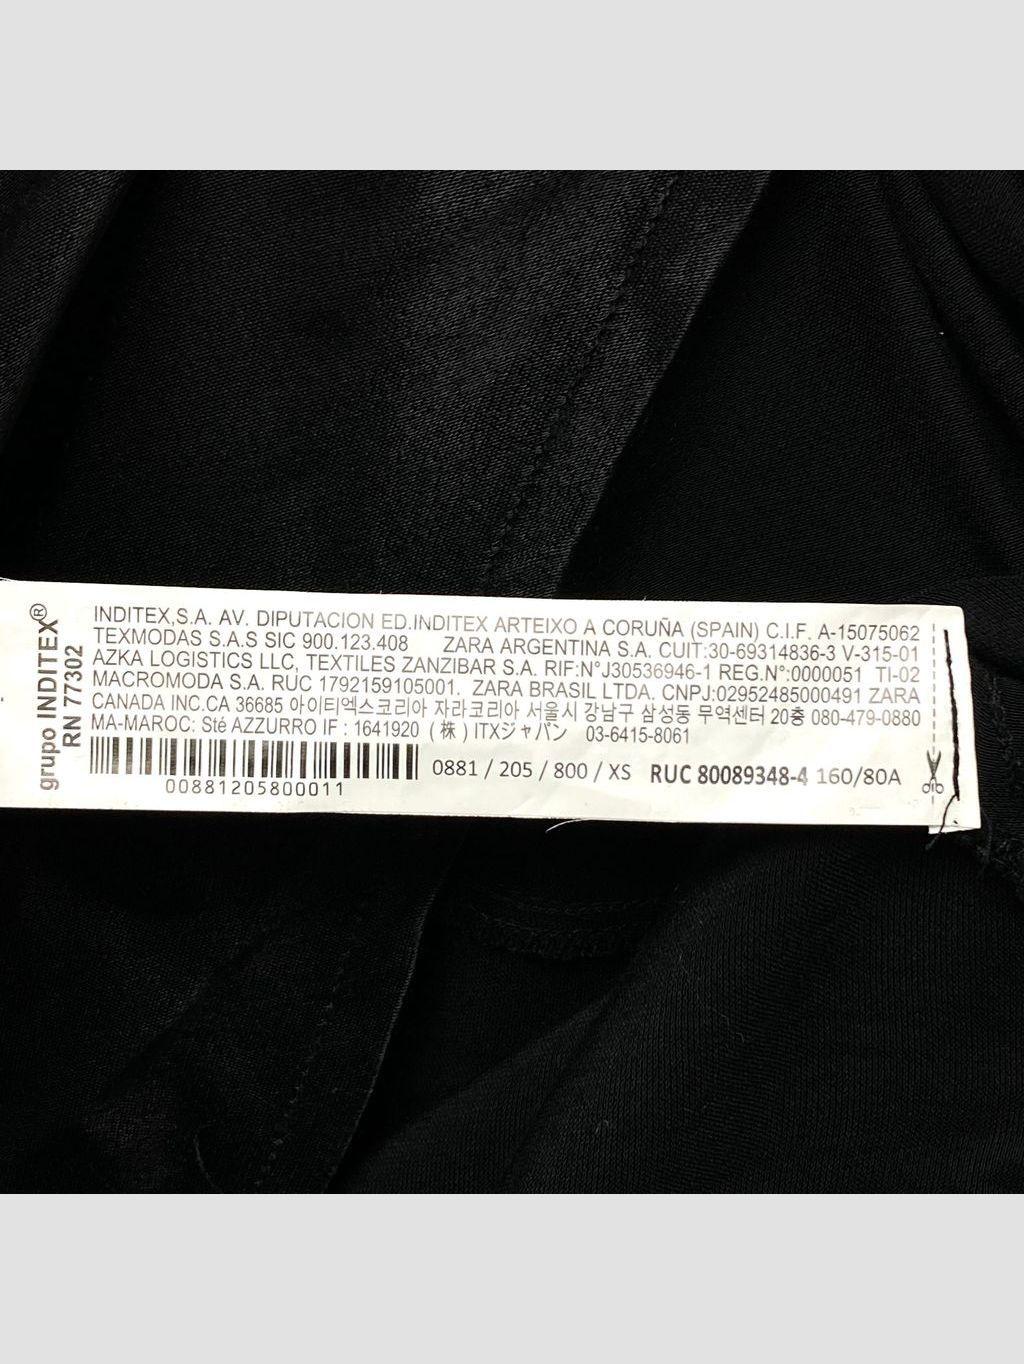 grupo INDITEX®
RN 77302
INDITEX,S.A. AV. DIPUTACION ED.INDITEX ARTEIXO A CORUÑA (SPAIN) C.I.F. A-15075062
TEXMODAS S.A.S SIC 900.123.408 ZARA ARGENTINA S.A. CUIT:30-69314836-3 V-315-01
AZKA LOGISTICS LLC, TEXTILES ZANZIBAR S.A. RIF:N°J30536946-1 REG.N°:0000051 TI-02
MACROMODA S.A. RUC 1792159105001. ZARA BRASIL LTDA. CNPJ:02952485000491 ZARA
CANADA INC.CA 36685 아이티엑스코리아 자라코리아 서울시 강남구 삼성동 무역센터 20층 080-479-0880
MA-MAROC: Sté AZZURRO IF : 1641920 (株) ITXジャパン 03-6415-8061
0881 / 205 / 800 / XS RUC 80089348-4 160/80A
00881205800011